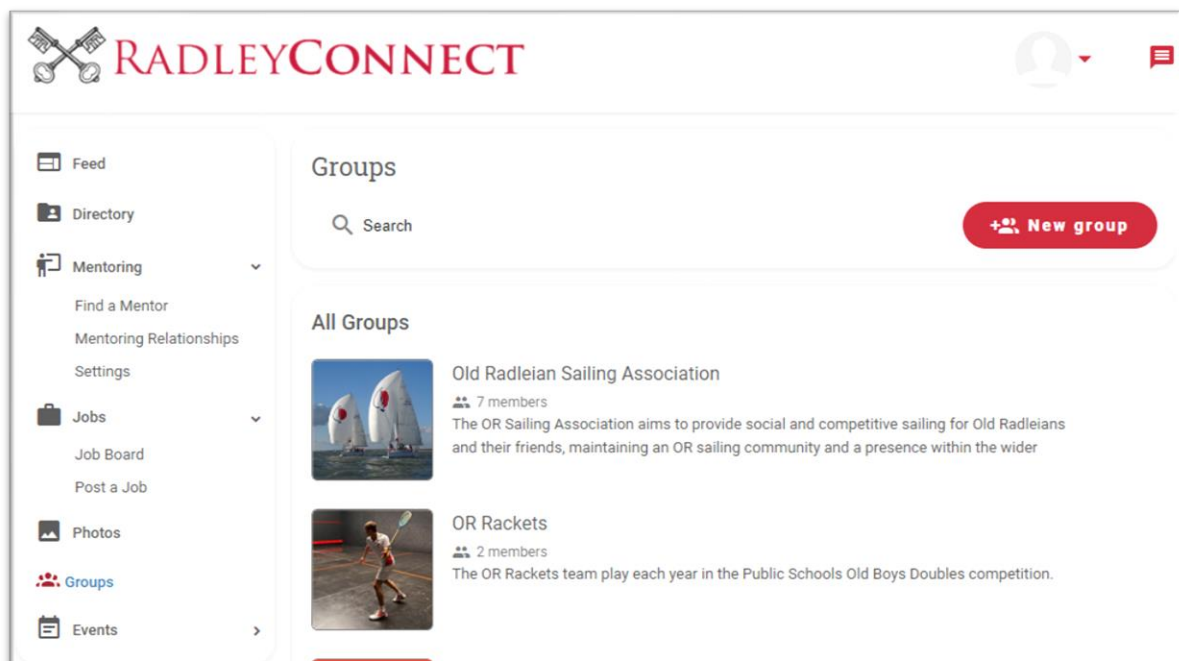 RADLEYCONNECT
Feed
Directory
Mentoring
Find a Mentor
Mentoring Relationships
Settings
Jobs
Job Board
Post a Job
Photos
Groups
Events
Groups
Search
New group
All Groups
Old Radleian Sailing Association
7 members
The OR Sailing Association aims to provide social and competitive sailing for Old Radleians
and their friends, maintaining an OR sailing community and a presence within the wider
OR Rackets
2 members
The OR Rackets team play each year in the Public Schools Old Boys Doubles competition.